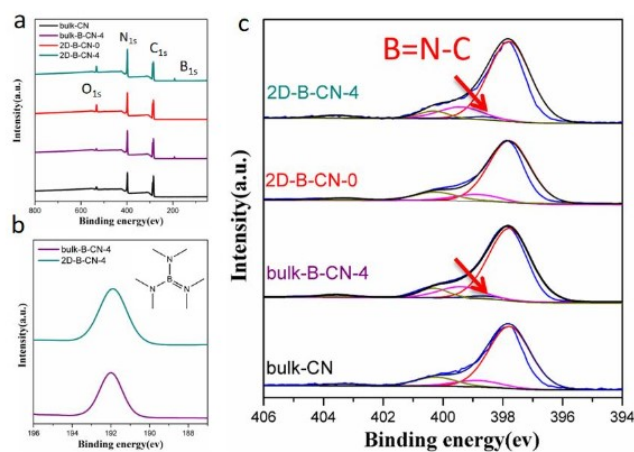 a
bulk-CN
bulk-B-CN-4
2D-B-CN-0
2D-B-CN-4
N1s
C1s
B1s
O1s
Intensity(a.u.)
800 600 400 200
Binding energy(ev)
b
bulk-B-CN-4
2D-B-CN-4
N
B
N N
Intensity(a.u.)
196 194 192 190 188
Binding energy(ev)
c
B=N-C
2D-B-CN-4
2D-B-CN-0
bulk-B-CN-4
bulk-CN
Intensity(a.u.)
406 404 402 400 398 396 394
Binding energy(ev)